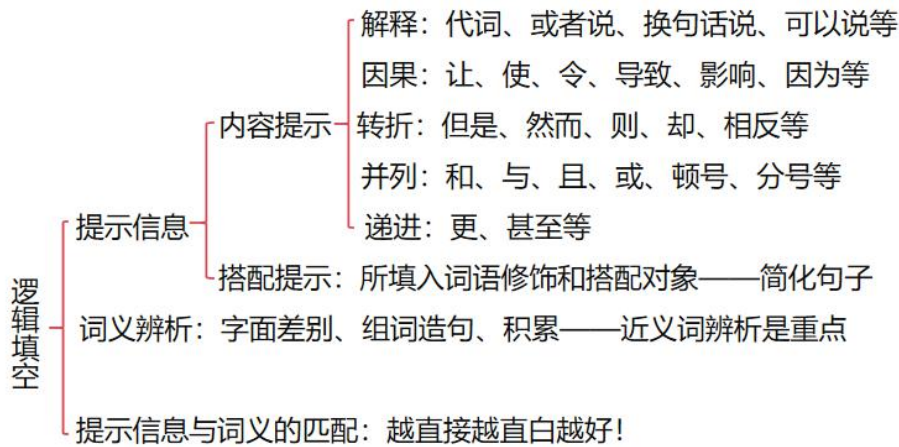 解释：代词、或者说、换句话说、可以说等
因果：让、使、令、导致、影响、因为等
内容提示
转折：但是、然而、则、却、相反等
并列：和、与、且、或、顿号、分号等
提示信息
递进：更、甚至等
搭配提示：所填入词语修饰和搭配对象——简化句子
逻辑填空
词义辨析：字面差别、组词造句、积累——近义词辨析是重点
提示信息与词义的匹配：越直接越直白越好！